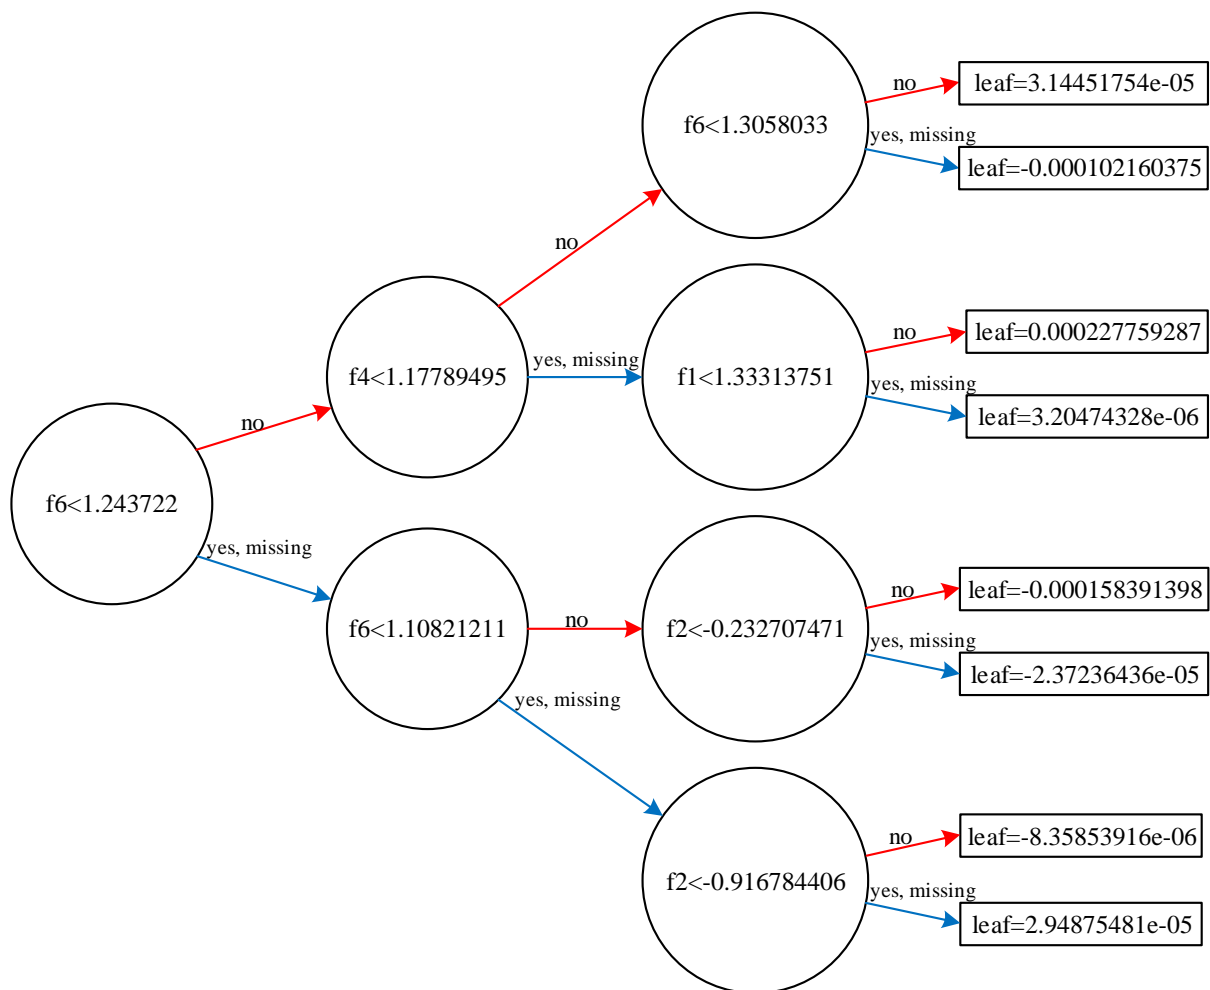 no
leaf=3.14451754e-05
f6<1.3058033
yes, missing
leaf=-0.000102160375
no
no
leaf=0.000227759287
yes, missing
f4<1.17789495
f1<1.33313751
yes, missing
leaf=3.20474328e-06
no
f6<1.243722
yes, missing
no
leaf=-0.000158391398
f6<1.10821211
no
f2<-0.232707471
yes, missing
leaf=-2.37236436e-05
yes, missing
no
leaf=-8.35853916e-06
f2<-0.916784406
yes, missing
leaf=2.94875481e-05